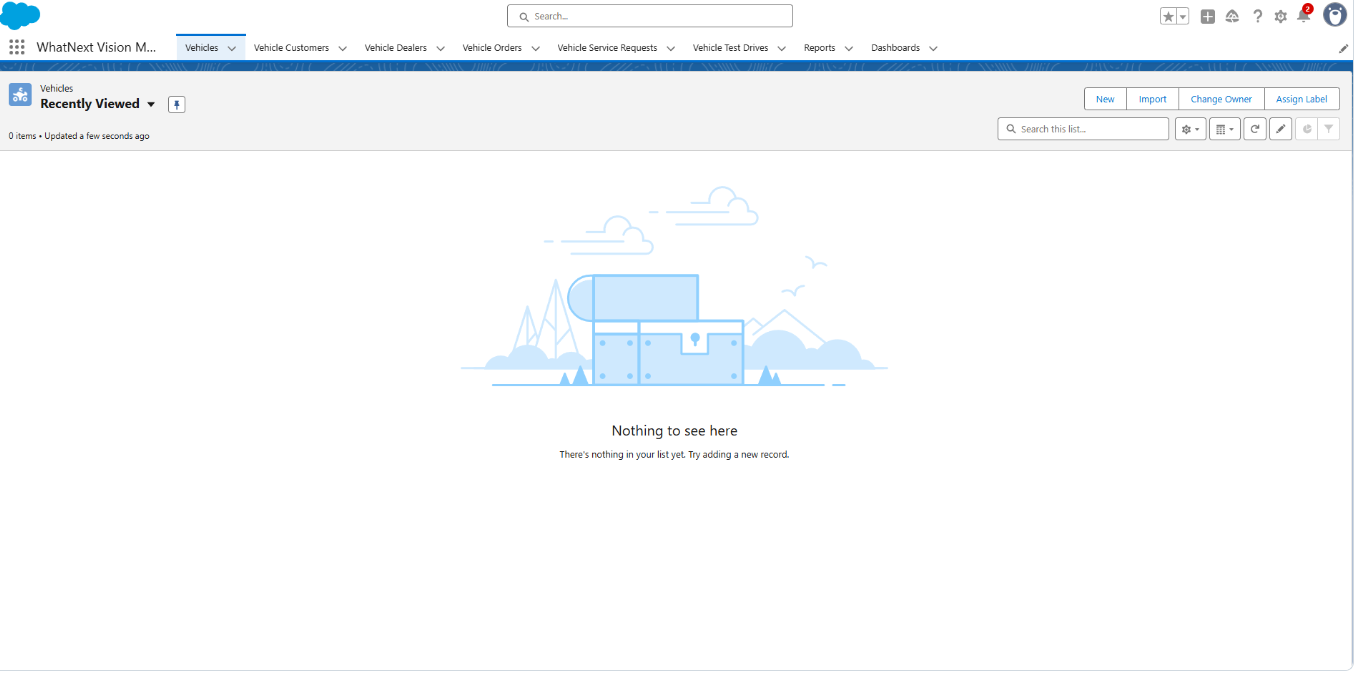 Search...
2
WhatNext Vision M...
Vehicles
Vehicle Customers
Vehicle Dealers
Vehicle Orders
Vehicle Service Requests
Vehicle Test Drives
Reports
Dashboards
Vehicles
Recently Viewed
New
Import
Change Owner
Assign Label
0 items • Updated a few seconds ago
Search this list...
Nothing to see here
There's nothing in your list yet. Try adding a new record.